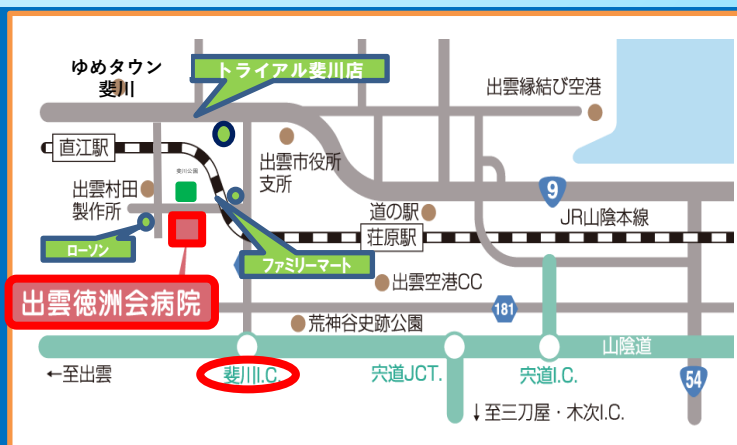 ゆめタウン
斐川
トライアル斐川店
出雲縁結び空港
直江駅
出雲市役所
支所
斐川公園
出雲村田
製作所
9
道の駅
JR山陰本線
荘原駅
ローソン
ファミリーマート
出雲空港CC
出雲徳洲会病院
181
荒神谷史跡公園
山陰道
←至出雲
斐川I.C.
宍道JCT.
宍道I.C.
54
↓至三刀屋・木次I.C.